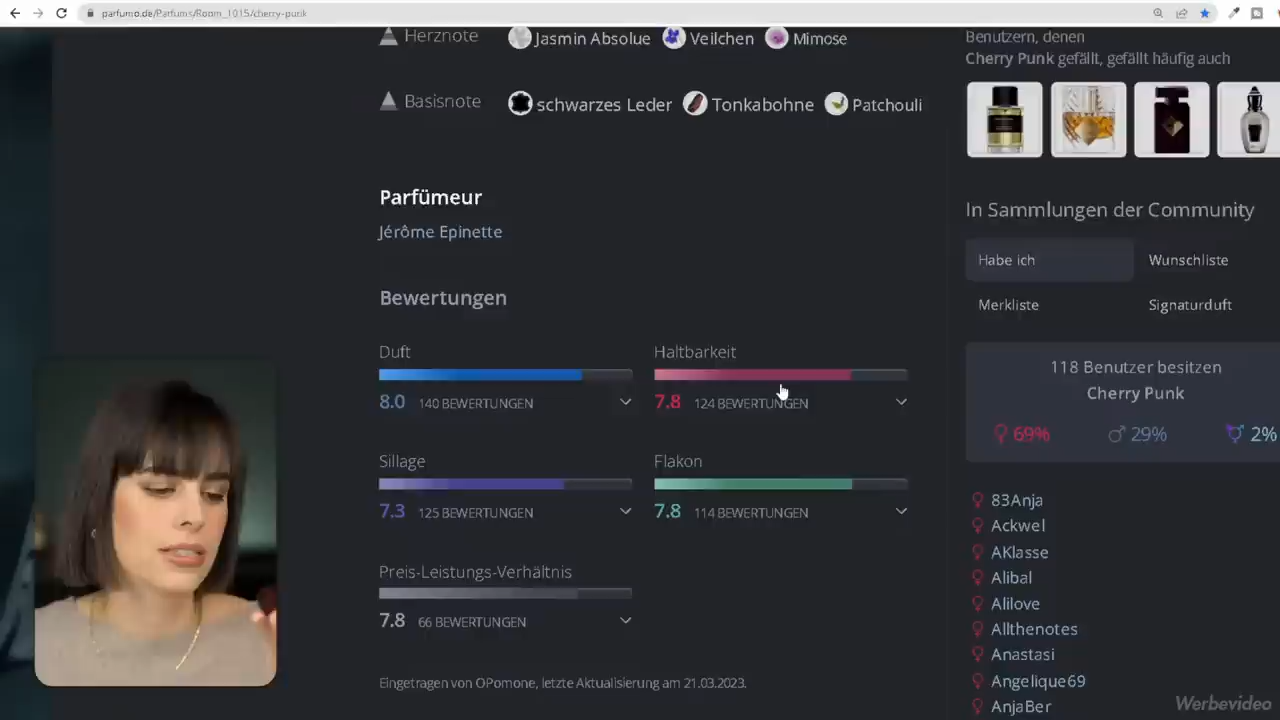 parfumo.de/Parfums/Room_1015/cherry-punk
Herznote Jasmin Absolue Veilchen Mimose
Basisnote schwarzes Leder Tonkabohne Patchouli
Parfümeur
Jérôme Epinette
Bewertungen
Duft Haltbarkeit
8.0 140 BEWERTUNGEN 7.8 124 BEWERTUNGEN
Sillage Flakon
7.3 125 BEWERTUNGEN 7.8 114 BEWERTUNGEN
Preis-Leistungs-Verhältnis
7.8 66 BEWERTUNGEN
Eingetragen von OPomone, letzte Aktualisierung am 21.03.2023.
Benutzern, denen
Cherry Punk gefällt, gefällt häufig auch
In Sammlungen der Community
Habe ich Wunschliste
Merkliste Signaturduft
118 Benutzer besitzen
Cherry Punk
69% 29% 2%
83Anja
Ackwel
AKlasse
Alibal
Alilove
Allthenotes
Anastasi
Angelique69
AnjaBer
Werbevideo